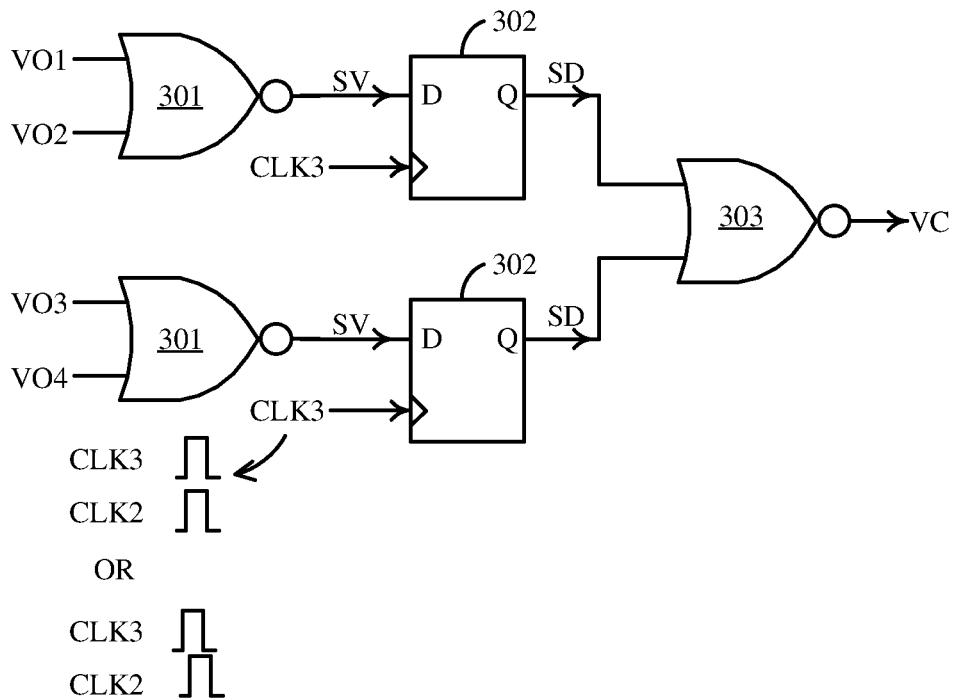 302
VO1
301
SV
D
Q
SD
VO2
CLK3
303
VC
302
VO3
301
SV
D
Q
SD
VO4
CLK3
CLK3
CLK2
OR
CLK3
CLK2